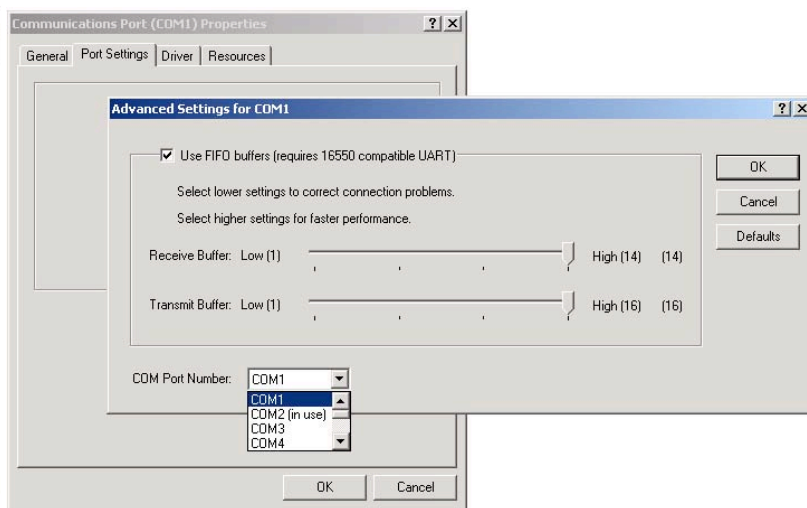 Communications Port (COM1) Properties
General Port Settings Driver Resources
Advanced Settings for COM1
Use FIFO buffers (requires 16550 compatible UART)
OK
Select lower settings to correct connection problems.
Cancel
Select higher settings for faster performance.
Defaults
Receive Buffer: Low (1) High (14) (14)
Transmit Buffer: Low (1) High (16) (16)
COM Port Number: COM1
COM1
COM2 (in use)
COM3
COM4
OK Cancel